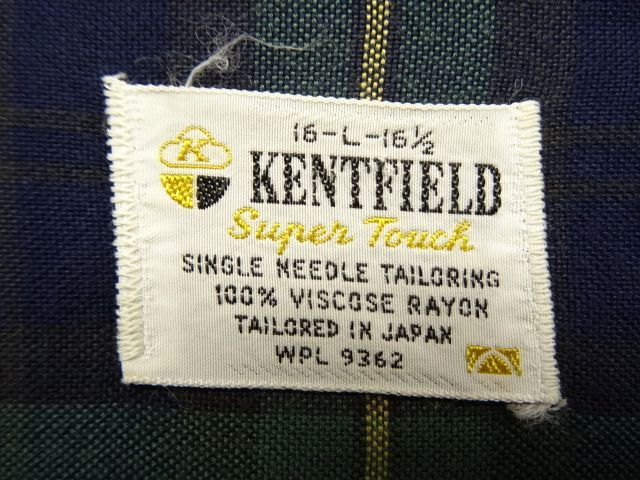 16-L-16½
K
KENTFIELD
Super Touch
SINGLE NEEDLE TAILORING
100% VISCOSE RAYON
TAILORED IN JAPAN
WPL 9362